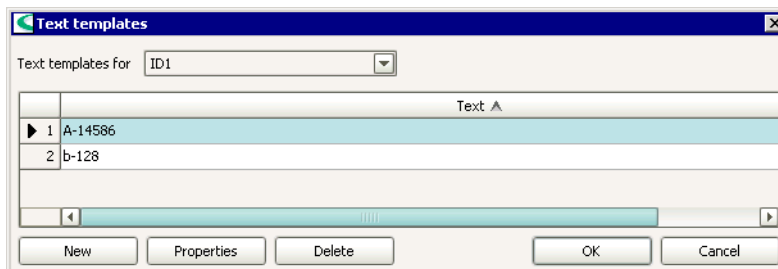 Text templates
Text templates for ID1
Text
1 A-14586
2 b-128
New Properties Delete OK Cancel